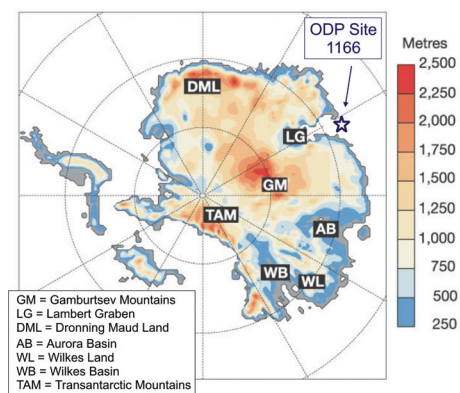 ODP Site
1166
Metres
2,500
2,250
2,000
1,750
1,500
1,250
1,000
750
500
250
DML
LG
GM
TAM
AB
WB
WL
GM = Gamburtsev Mountains
LG = Lambert Graben
DML = Dronning Maud Land
AB = Aurora Basin
WL = Wilkes Land
WB = Wilkes Basin
TAM = Transantarctic Mountains